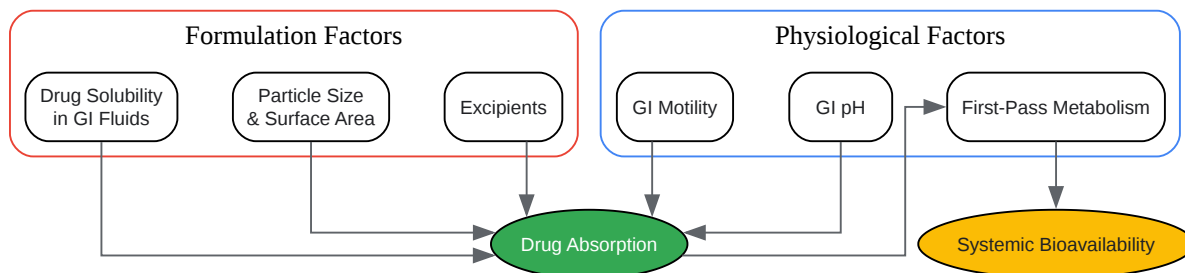 Formulation Factors
Drug Solubility
in GI Fluids
Particle Size
& Surface Area
Excipients
Physiological Factors
GI Motility
GI pH
First-Pass Metabolism
Drug Absorption
Systemic Bioavailability